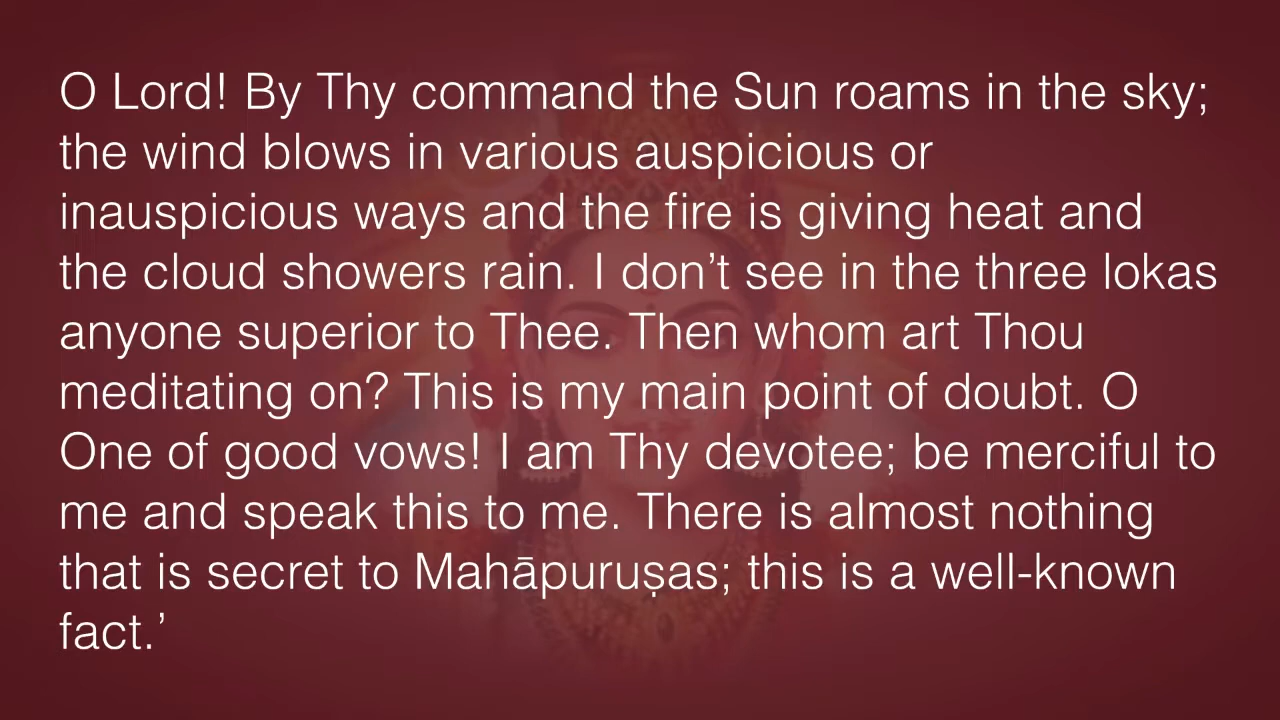 O Lord! By Thy command the Sun roams in the sky;
the wind blows in various auspicious or
inauspicious ways and the fire is giving heat and
the cloud showers rain. I don’t see in the three lokas
anyone superior to Thee. Then whom art Thou
meditating on? This is my main point of doubt. O
One of good vows! I am Thy devotee; be merciful to
me and speak this to me. There is almost nothing
that is secret to Mahāpuruṣas; this is a well-known
fact.’